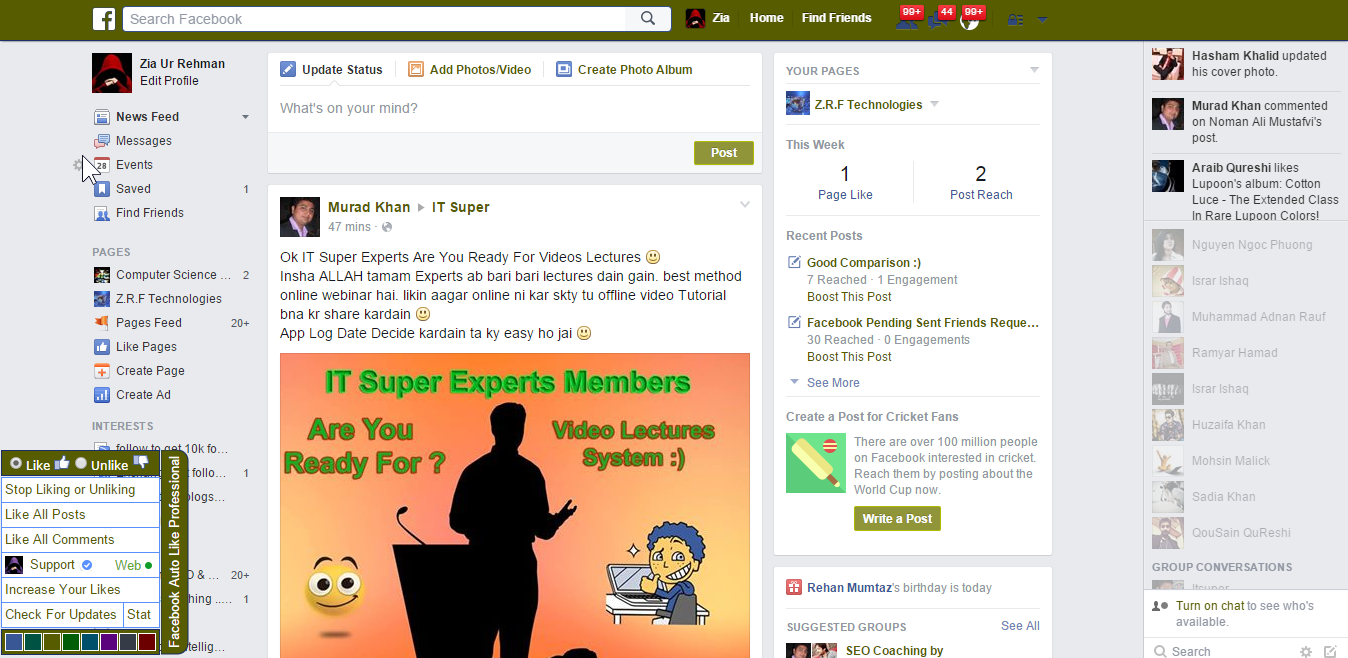 Search Facebook
Zia
Home
Find Friends
99+
44
99+
Zia Ur Rehman
Edit Profile
News Feed
Messages
28
Events
Saved 1
Find Friends
PAGES
Computer Science ... 2
Z.R.F Technologies
Pages Feed 20+
Like Pages
Create Page
Create Ad
INTERESTS
follow to get 10k fo...
follo... 1
blogs...
D & ... 20+
hing ..... 1
tellig...
Like Unlike
Stop Liking or Unliking
Like All Posts
Like All Comments
Support Web
Increase Your Likes
Check For Updates Stat
Facebook Auto Like Professional
Update Status
Add Photos/Video
Create Photo Album
What's on your mind?
Post
Murad Khan IT Super
47 mins ·
Ok IT Super Experts Are You Ready For Videos Lectures
Insha ALLAH tamam Experts ab bari bari lectures dain gain. best method
online webinar hai. likin aagar online ni kar skty tu offline video Tutorial
bna kr share kardain
App Log Date Decide kardain ta ky easy ho jai
IT Super Experts Members
Are You
Ready For ?
Video Lectures
System :)
YOUR PAGES
Z.R.F Technologies
This Week
1
Page Like
2
Post Reach
Recent Posts
Good Comparison :)
7 Reached · 1 Engagement
Boost This Post
Facebook Pending Sent Friends Reque...
30 Reached · 0 Engagements
Boost This Post
See More
Create a Post for Cricket Fans
There are over 100 million people
on Facebook interested in cricket.
Reach them by posting about the
World Cup now.
Write a Post
Rehan Mumtaz's birthday is today
SUGGESTED GROUPS See All
SEO Coaching by
Hasham Khalid updated
his cover photo.
Murad Khan commented
on Noman Ali Mustafvi's
post.
Araib Qureshi likes
Lupoon's album: Cotton
Luce - The Extended Class
In Rare Lupoon Colors!
Nguyen Ngoc Phuong
Israr Ishaq
Muhammad Adnan Rauf
Ramyar Hamad
Israr Ishaq
Huzaifa Khan
Mohsin Malick
Sadia Khan
QouSain QuReshi
GROUP CONVERSATIONS
Itsuper
Turn on chat to see who's
available.
Search